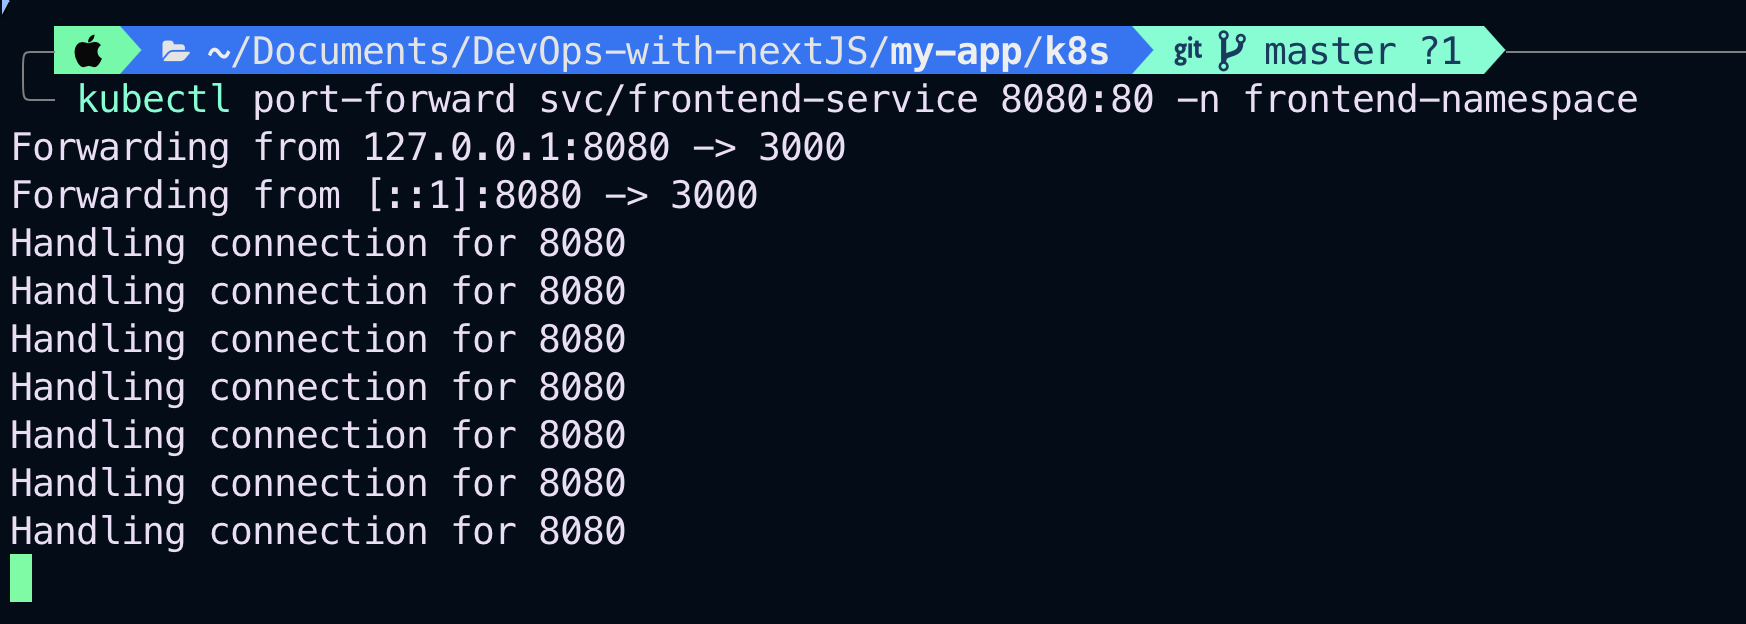 ~/Documents/DevOps-with-nextJS/my-app/k8s git master ?1
kubectl port-forward svc/frontend-service 8080:80 -n frontend-namespace
Forwarding from 127.0.0.1:8080 -> 3000
Forwarding from [::1]:8080 -> 3000
Handling connection for 8080
Handling connection for 8080
Handling connection for 8080
Handling connection for 8080
Handling connection for 8080
Handling connection for 8080
Handling connection for 8080